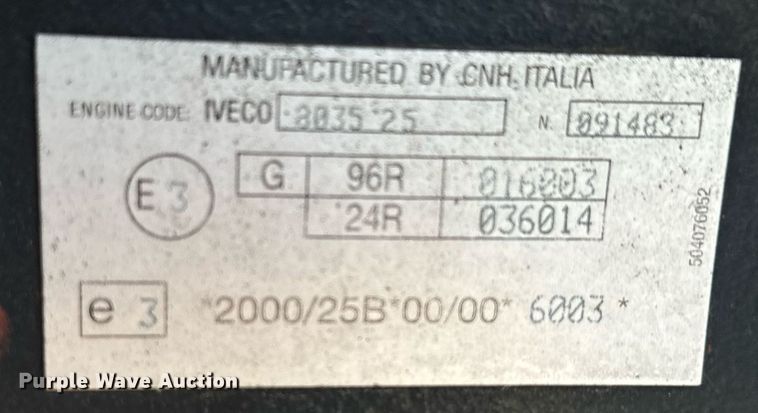 MANUFACTURED BY CNH ITALIA
ENGINE CODE: IVECO 8035 25 N. 091483
E 3
G 96R 016003
24R 036014
e 3 *2000/25B*00/00* 6003 *
504076052
Purple Wave Auction